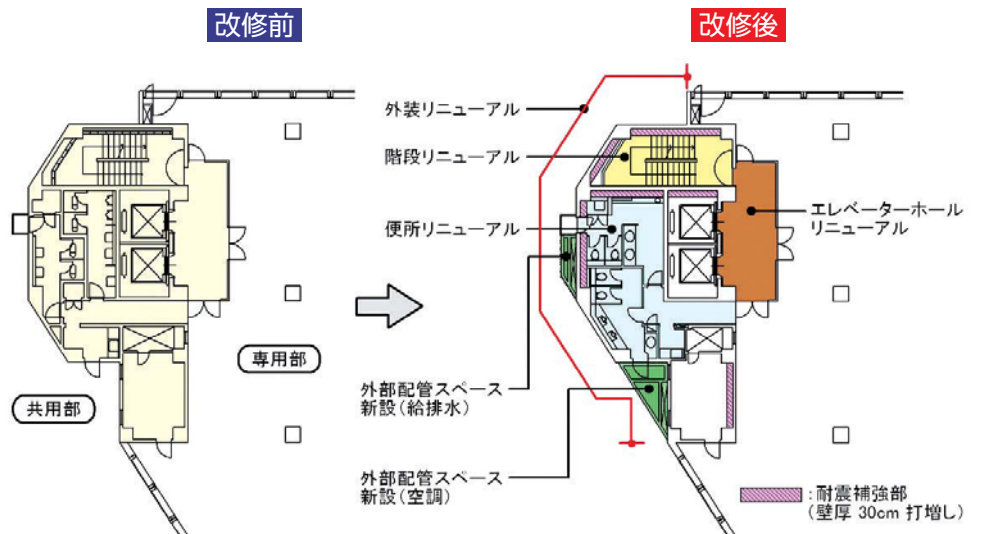 改修前
改修後
外装リニューアル
階段リニューアル
便所リニューアル
エレベーターホール
リニューアル
専用部
共用部
外部配管スペース
新設(給排水)
外部配管スペース
新設(空調)
:耐震補強部
(壁厚 30cm 打増し)